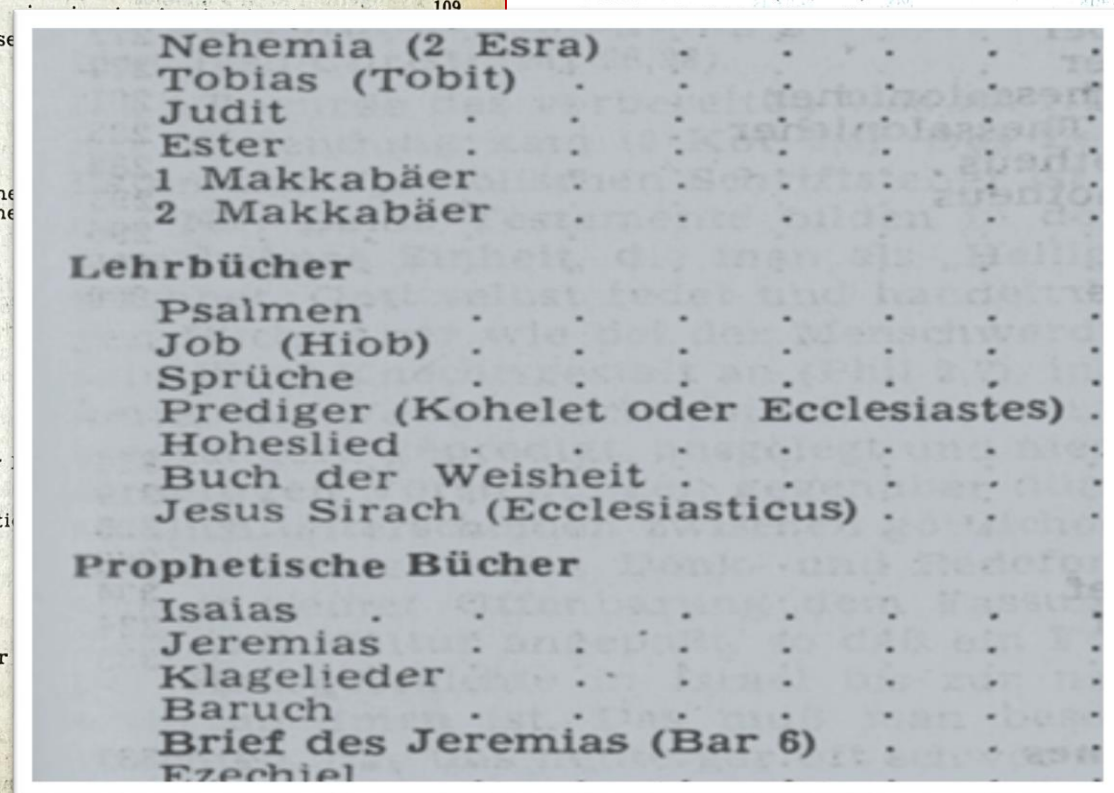 109
Nehemia (2 Esra)
Tobias (Tobit)
Judit
Ester
1 Makkabäer
2 Makkabäer
Lehrbücher
Psalmen
Job (Hiob)
Sprüche
Prediger (Kohelet oder Ecclesiastes)
Hoheslied
Buch der Weisheit
Jesus Sirach (Ecclesiasticus)
Prophetische Bücher
Isaias
Jeremias
Klagelieder
Baruch
Brief des Jeremias (Bar 6)
Ezechiel